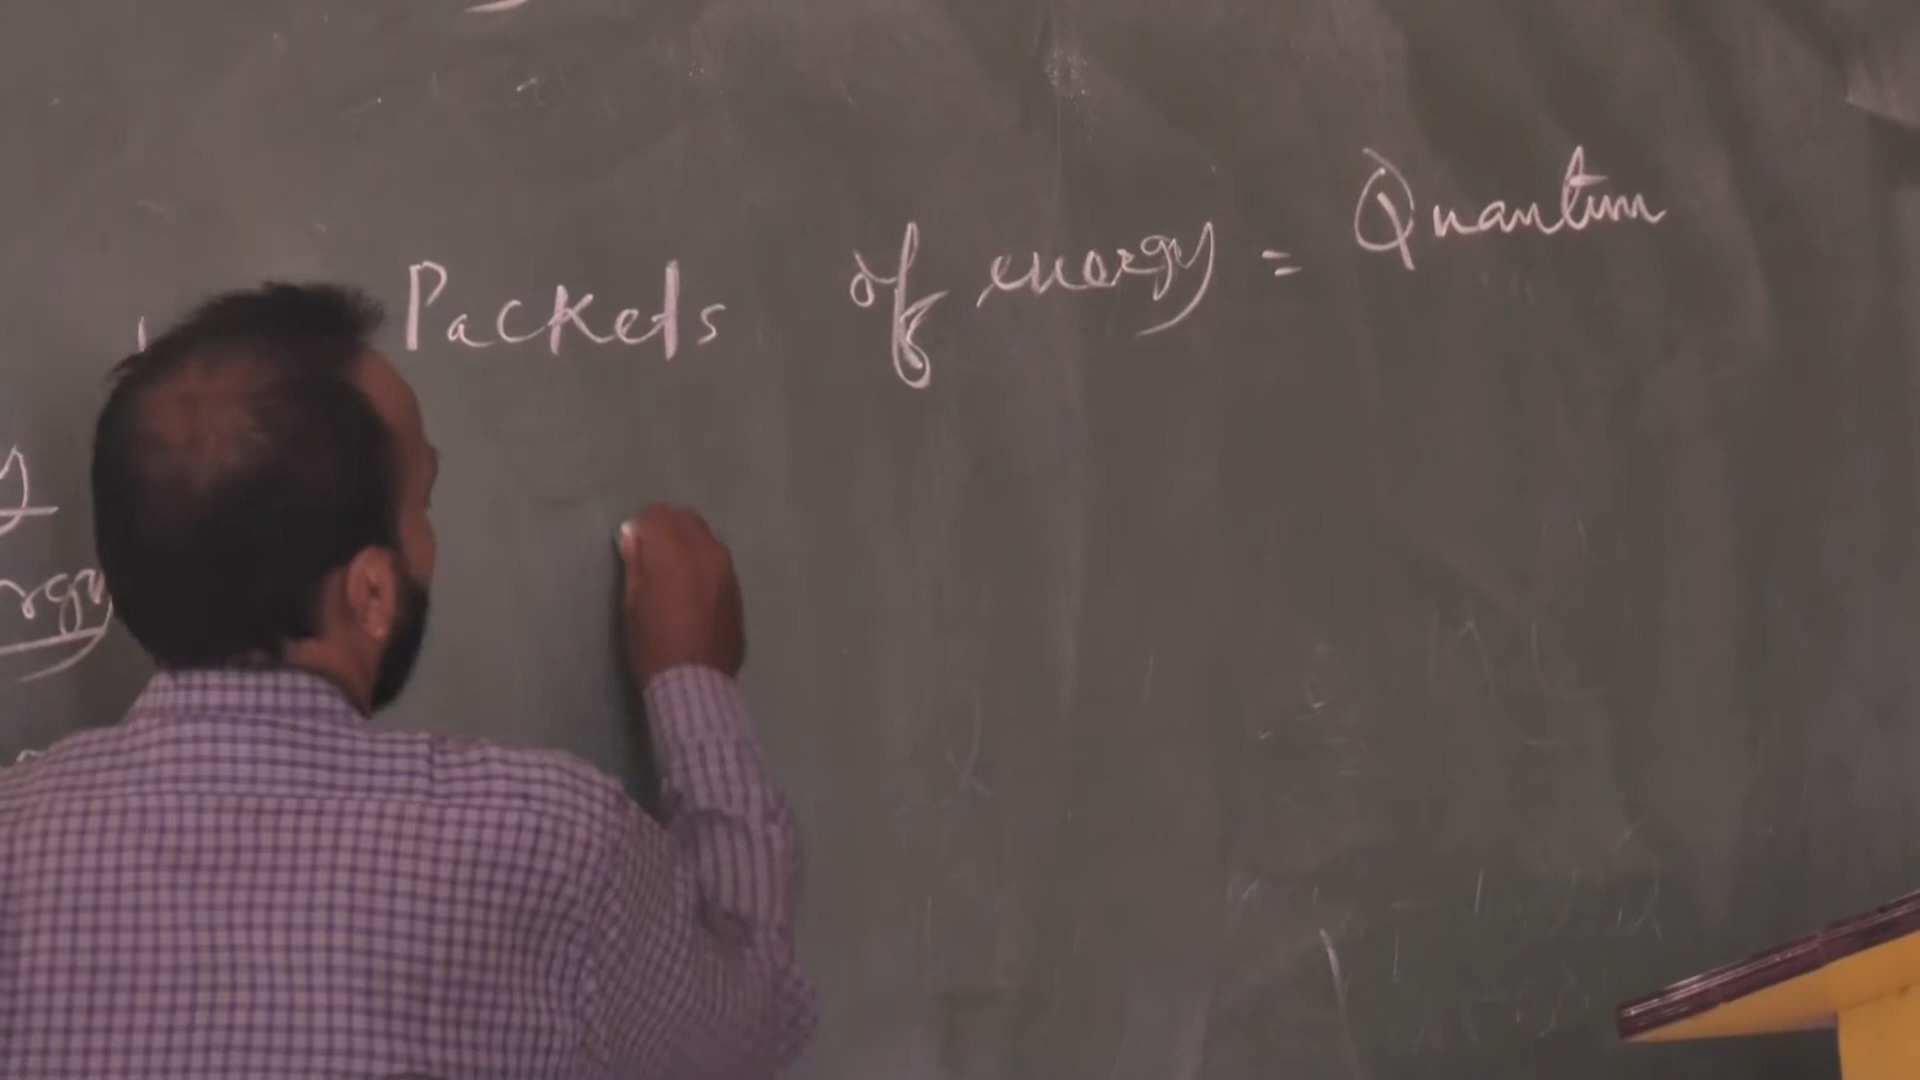 Packets of energy = Quantum